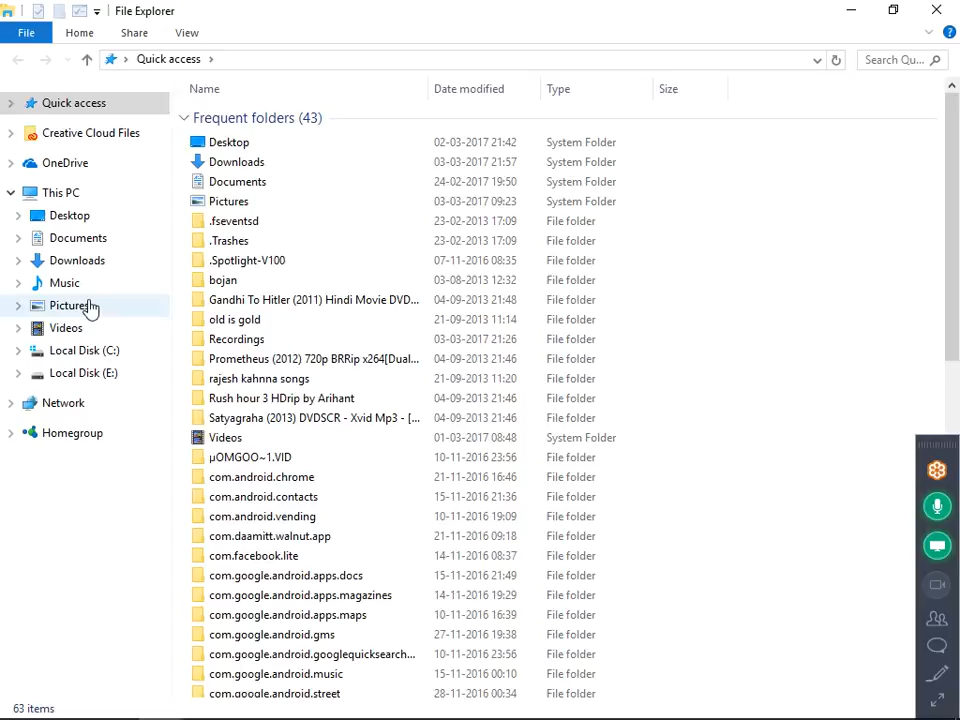 File Explorer
File Home Share View
Quick access
Search Qu...
Name Date modified Type Size
Quick access
Creative Cloud Files
OneDrive
This PC
Desktop
Documents
Downloads
Music
Pictures
Videos
Local Disk (C:)
Local Disk (E:)
Network
Homegroup
Frequent folders (43)
Desktop 02-03-2017 21:42 System Folder
Downloads 03-03-2017 21:57 System Folder
Documents 24-02-2017 19:50 System Folder
Pictures 03-03-2017 09:23 System Folder
.fseventsd 23-02-2013 17:09 File folder
.Trashes 23-02-2013 17:09 File folder
.Spotlight-V100 07-11-2016 08:35 File folder
bojan 03-08-2013 12:32 File folder
Gandhi To Hitler (2011) Hindi Movie DVD... 04-09-2013 21:48 File folder
old is gold 21-09-2013 11:14 File folder
Recordings 03-03-2017 21:26 File folder
Prometheus (2012) 720p BRRip x264[Dual... 04-09-2013 21:46 File folder
rajesh kahnna songs 21-09-2013 11:20 File folder
Rush hour 3 HDrip by Arihant 04-09-2013 21:46 File folder
Satyagraha (2013) DVDSCR - Xvid Mp3 - [... 04-09-2013 21:46 File folder
Videos 01-03-2017 08:48 System Folder
µOMGOO~1.VID 10-11-2016 23:56 File folder
com.android.chrome 21-11-2016 16:46 File folder
com.android.contacts 15-11-2016 21:36 File folder
com.android.vending 10-11-2016 19:09 File folder
com.daamitt.walnut.app 21-11-2016 09:18 File folder
com.facebook.lite 14-11-2016 08:37 File folder
com.google.android.apps.docs 15-11-2016 21:49 File folder
com.google.android.apps.magazines 14-11-2016 19:29 File folder
com.google.android.apps.maps 10-11-2016 16:39 File folder
com.google.android.gms 27-11-2016 19:38 File folder
com.google.android.googlequicksearch... 10-11-2016 23:56 File folder
com.google.android.music 15-11-2016 00:10 File folder
com.google.android.street 28-11-2016 00:34 File folder
63 items